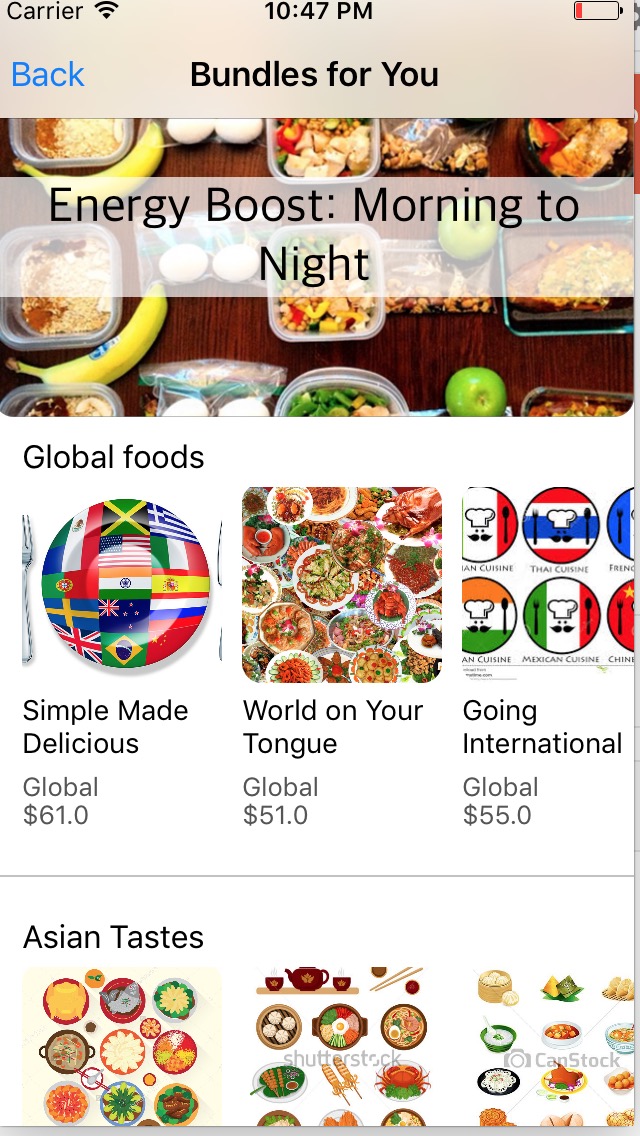 Carrier 10:47 PM
Back Bundles for You
Energy Boost: Morning to
Night
Global foods
AN CUISINE THAI CUISINE FRENC
AN CUISINE MEXICAN CUISINE CHINE
Simple Made
Delicious
Global
$61.0
World on Your
Tongue
Global
$51.0
Going
International
Global
$55.0
Asian Tastes
shutterstock
CanStock